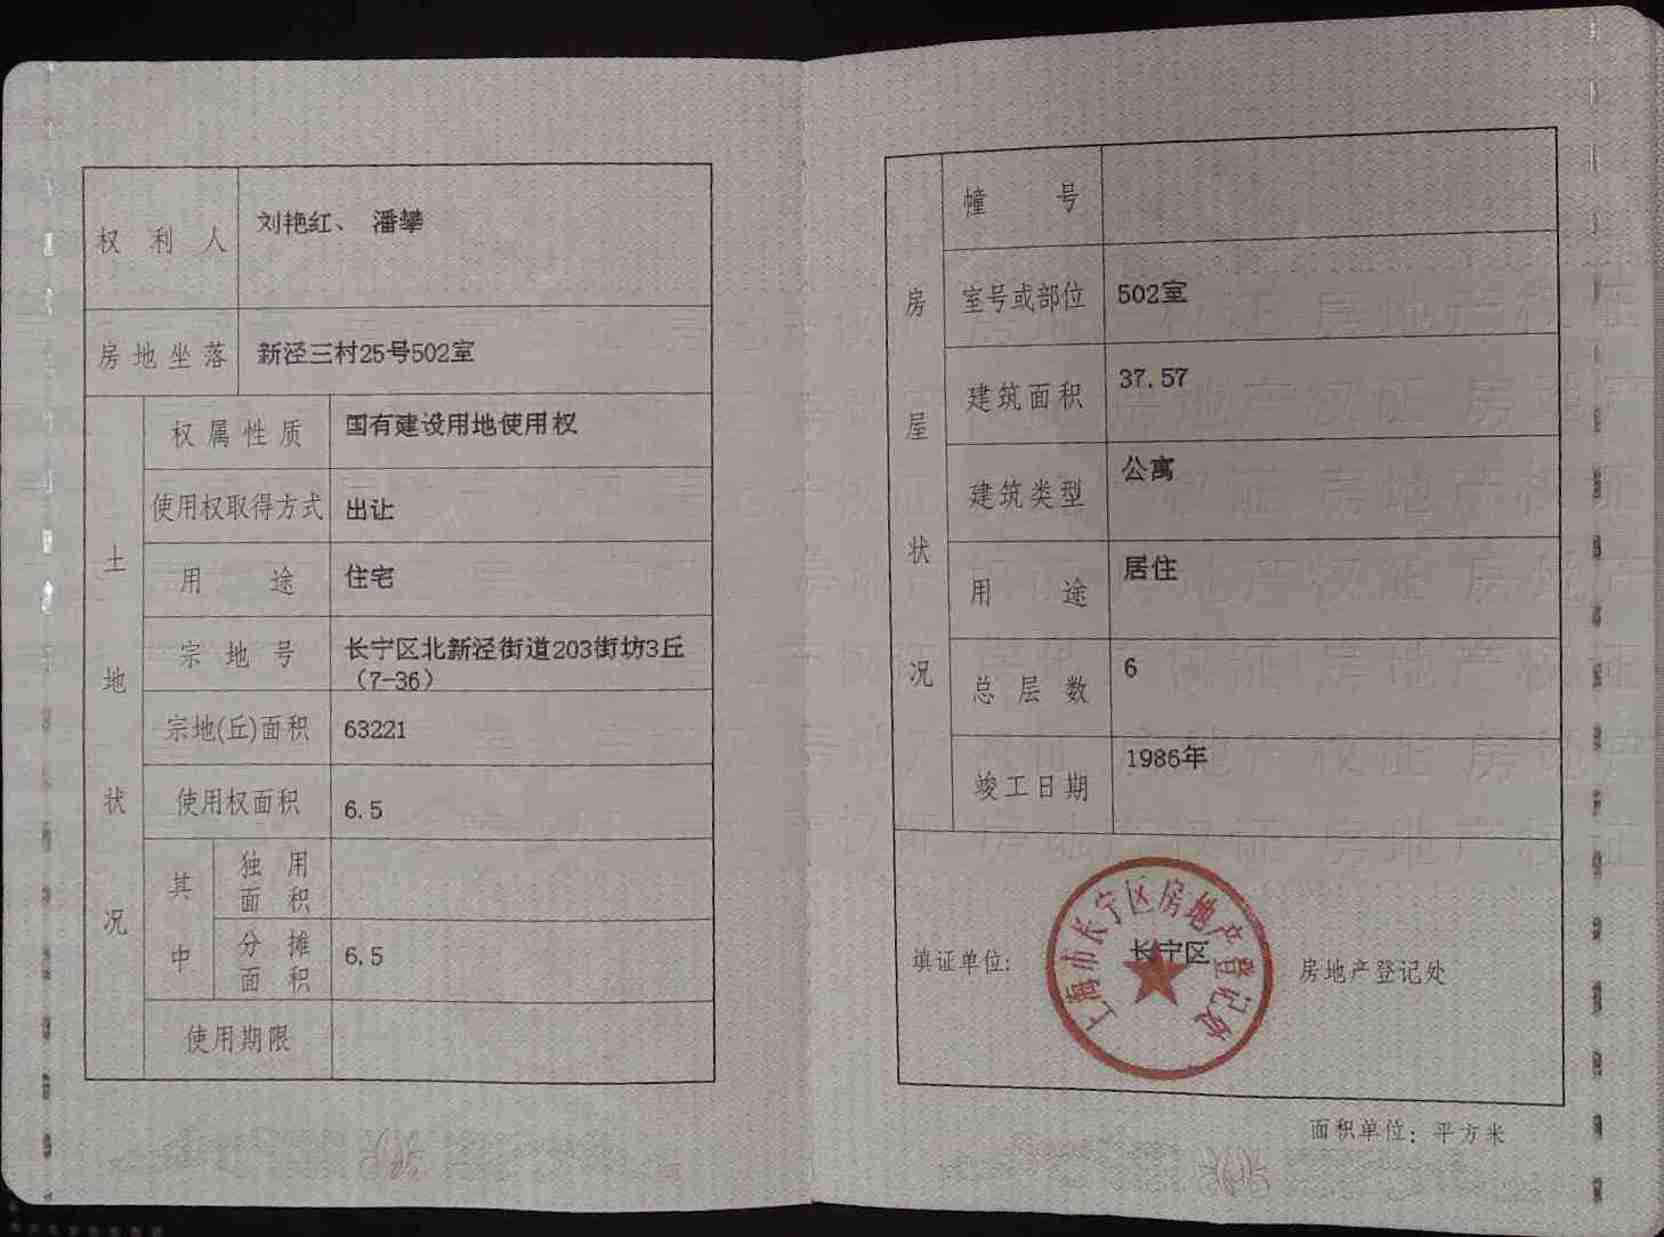 权利人 刘艳红、潘攀
房地坐落 新泾三村25号502室
土地状况
权属性质 国有建设用地使用权
使用权取得方式 出让
用途 住宅
宗地号 长宁区北新泾街道203街坊3丘
（7-36）
宗地(丘)面积 63221
使用权面积 6.5
其中
独用面积
分摊面积 6.5
使用期限
房屋状况
幢号
室号或部位 502室
建筑面积 37.57
建筑类型 公寓
用途 居住
总层数 6
竣工日期 1986年
填证单位: 长宁区 房地产登记处
上海市长宁区房地产登记处
面积单位: 平方米